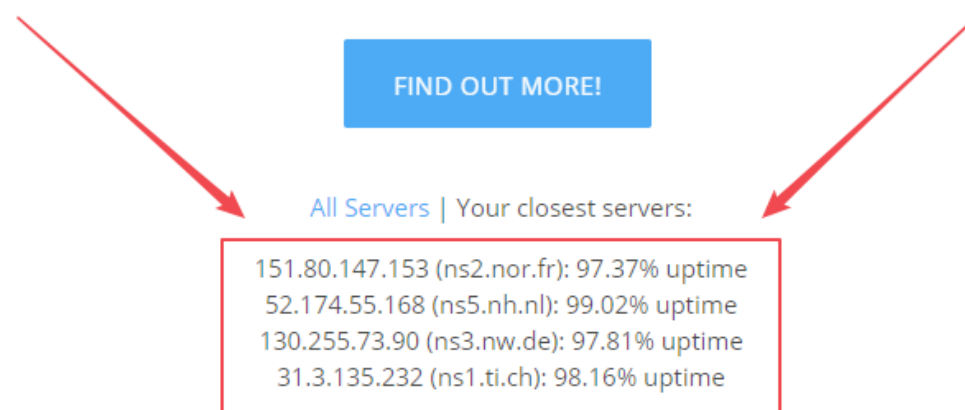 FIND OUT MORE!
All Servers | Your closest servers:
151.80.147.153 (ns2.nor.fr): 97.37% uptime
52.174.55.168 (ns5.nh.nl): 99.02% uptime
130.255.73.90 (ns3.nw.de): 97.81% uptime
31.3.135.232 (ns1.ti.ch): 98.16% uptime